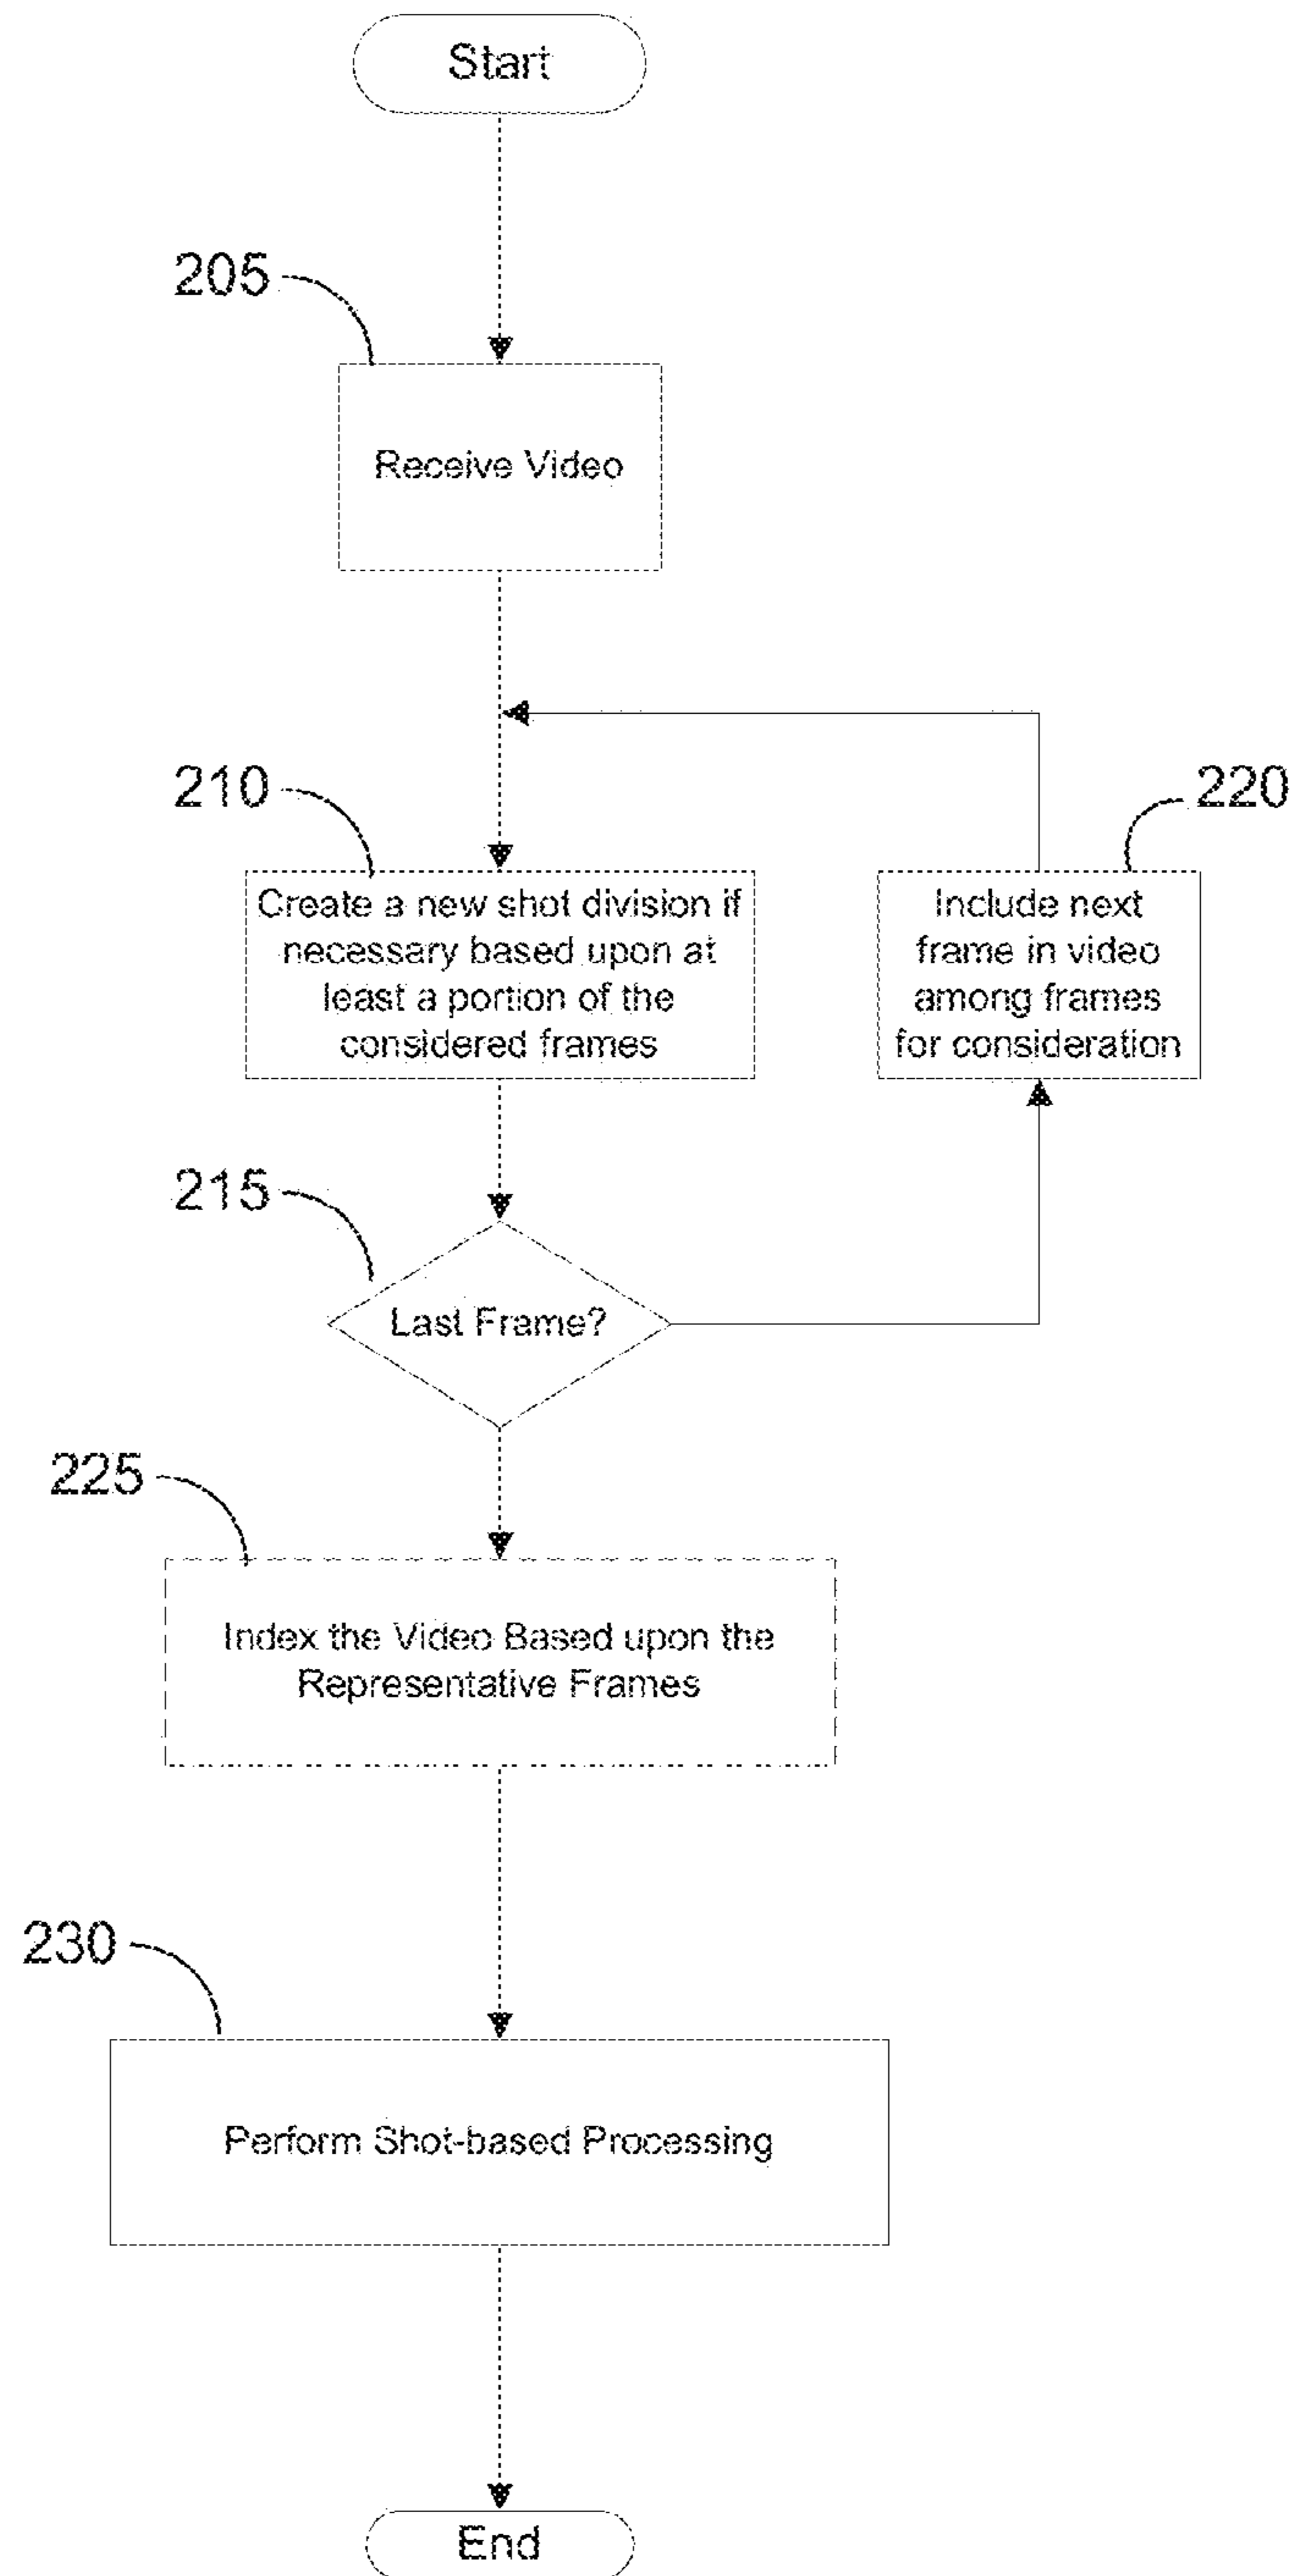 Start
205
Receive Video
210
220
Create a new shot division if
necessary based upon at
least a portion of the
considered frames
Include next
frame in video
among frames
for consideration
215
Last Frame?
225
Index the Video Based upon the
Representative Frames
230
Perform Shot-based Processing
End